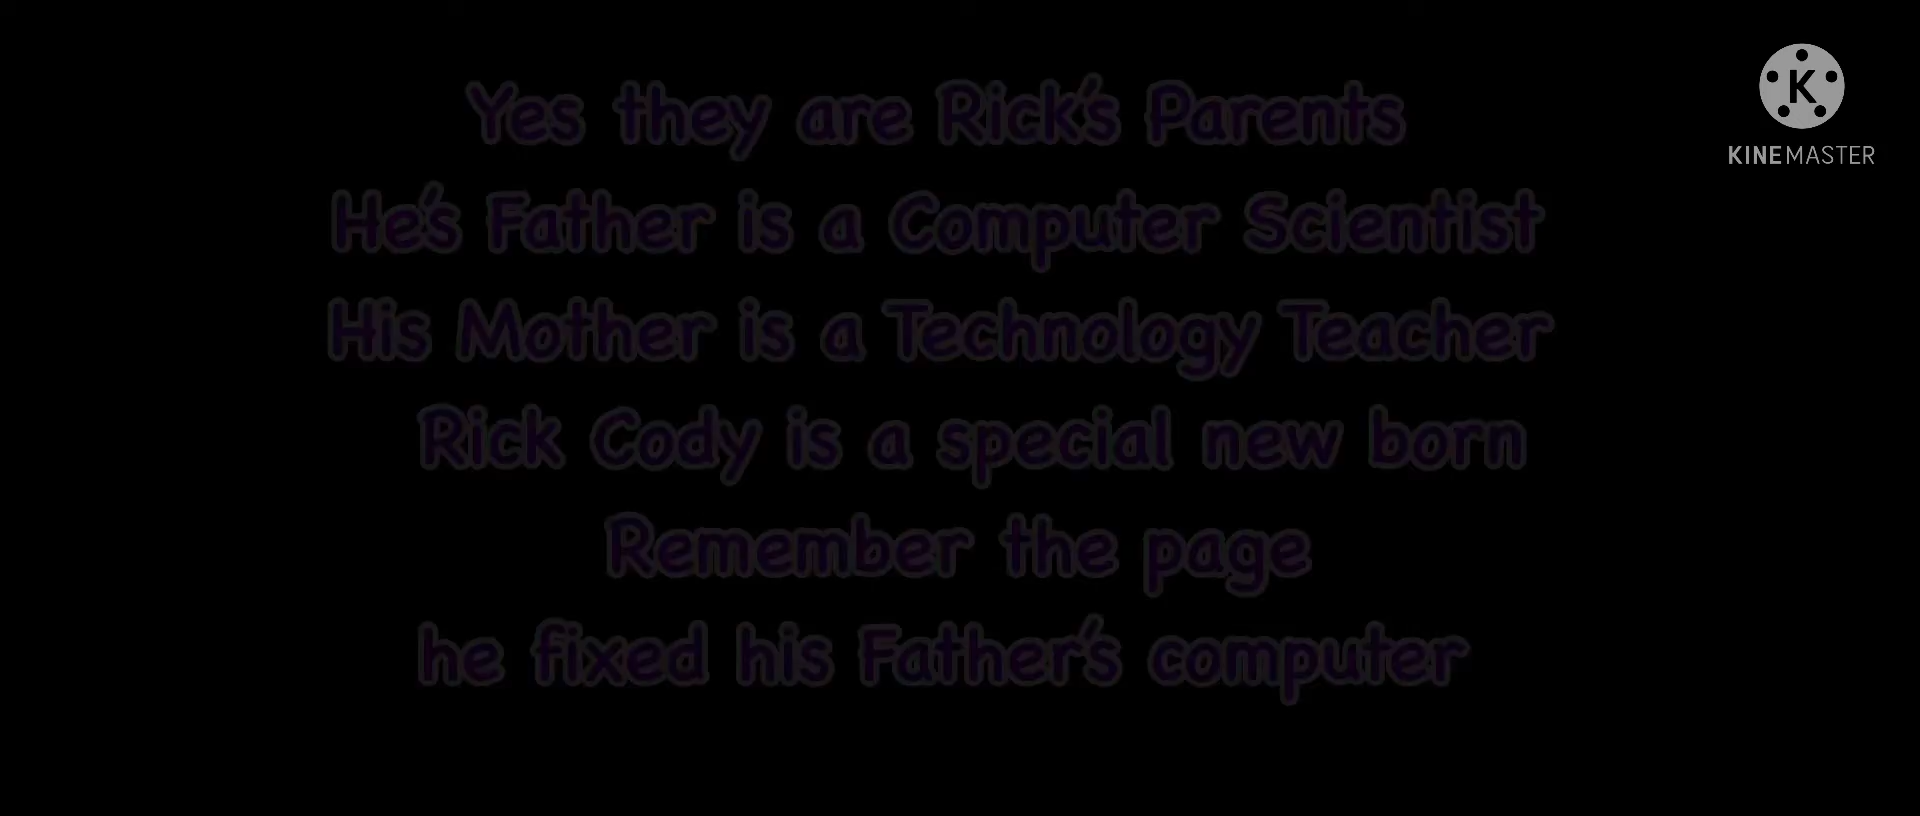 Yes they are Rick's Parents
He's Father is a Computer Scientist
His Mother is a Technology Teacher
Rick Cody is a special new born
Remember the page
he fixed his Father's computer
K
KINEMASTER